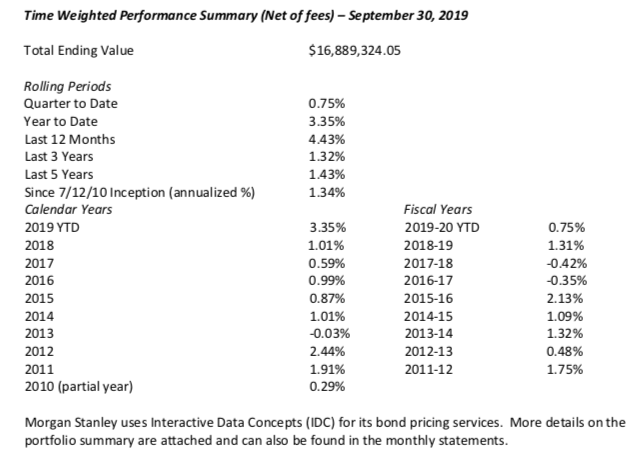 Time Weighted Performance Summary (Net of fees) – September 30, 2019
Total Ending Value $16,889,324.05
Rolling Periods
Quarter to Date 0.75%
Year to Date 3.35%
Last 12 Months 4.43%
Last 3 Years 1.32%
Last 5 Years 1.43%
Since 7/12/10 Inception (annualized %) 1.34%
Calendar Years Fiscal Years
2019 YTD 3.35% 2019-20 YTD 0.75%
2018 1.01% 2018-19 1.31%
2017 0.59% 2017-18 -0.42%
2016 0.99% 2016-17 -0.35%
2015 0.87% 2015-16 2.13%
2014 1.01% 2014-15 1.09%
2013 -0.03% 2013-14 1.32%
2012 2.44% 2012-13 0.48%
2011 1.91% 2011-12 1.75%
2010 (partial year) 0.29%
Morgan Stanley uses Interactive Data Concepts (IDC) for its bond pricing services.  More details on the
portfolio summary are attached and can also be found in the monthly statements.